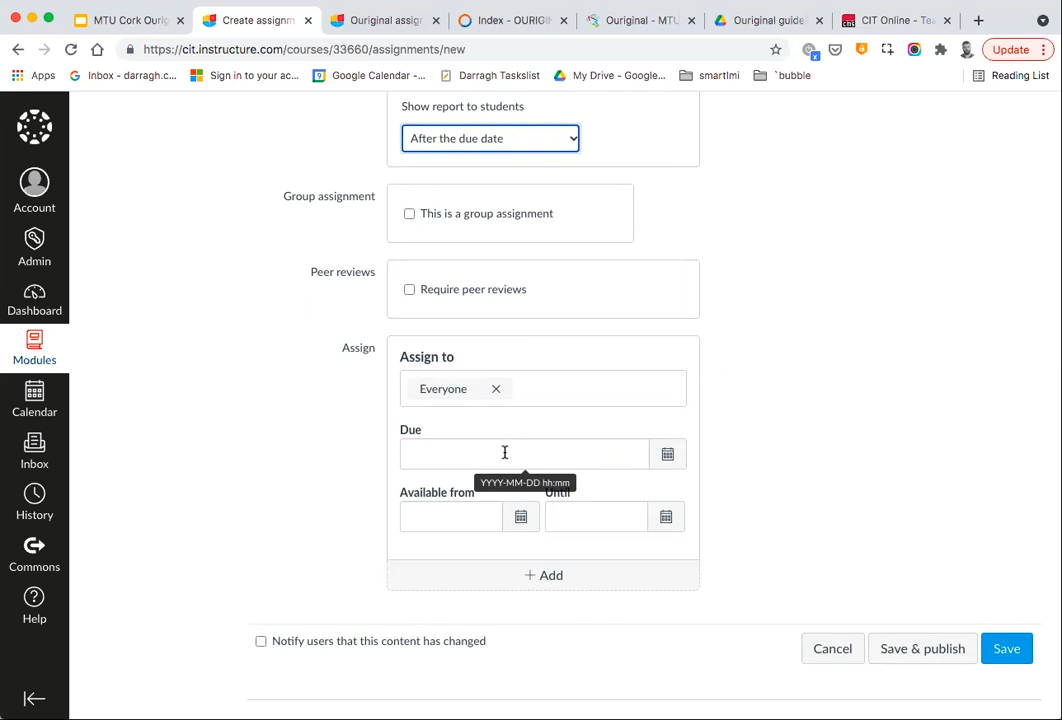 MTU Cork Ourig
Create assignm
Ouriginal assig
Index - OURIGI
Ouriginal - MTU
Ouriginal guide
CIT Online - Tea
https://cit.instructure.com/courses/33660/assignments/new
Update
Apps
Inbox - darragh.c...
Sign in to your ac...
Google Calendar -...
Darragh Taskslist
My Drive - Google...
smartImi
`bubble
Reading List
Show report to students
After the due date
Account
Group assignment
This is a group assignment
Admin
Peer reviews
Require peer reviews
Dashboard
Modules
Assign
Assign to
Everyone
Calendar
Due
Inbox
YYYY-MM-DD hh:mm
Available from
Until
History
Commons
Add
Help
Notify users that this content has changed
Cancel
Save & publish
Save